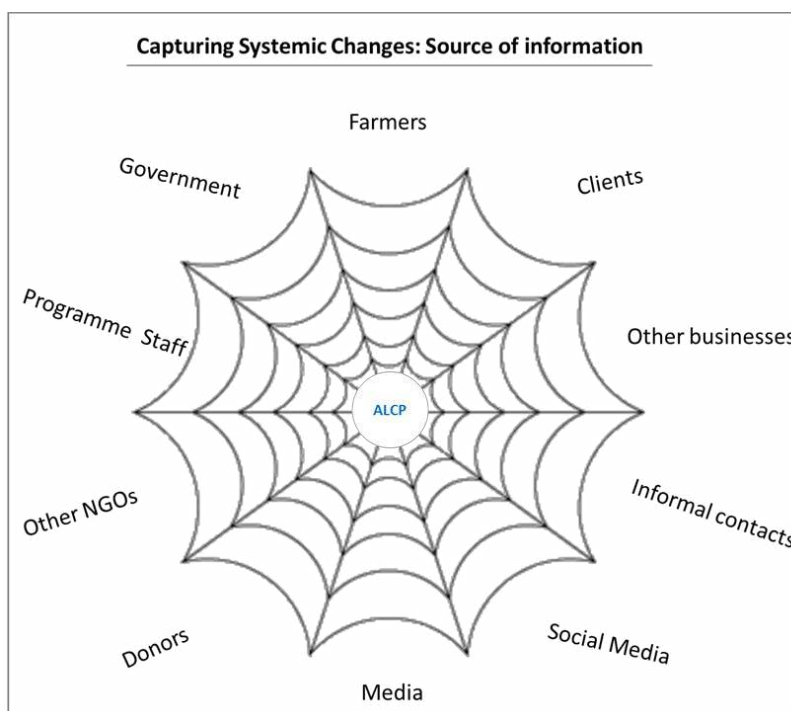 Capturing Systemic Changes: Source of information
Farmers
Government
Clients
Programme Staff
Other businesses
ALCP
Other NGOs
Informal contacts
Donors
Social Media
Media